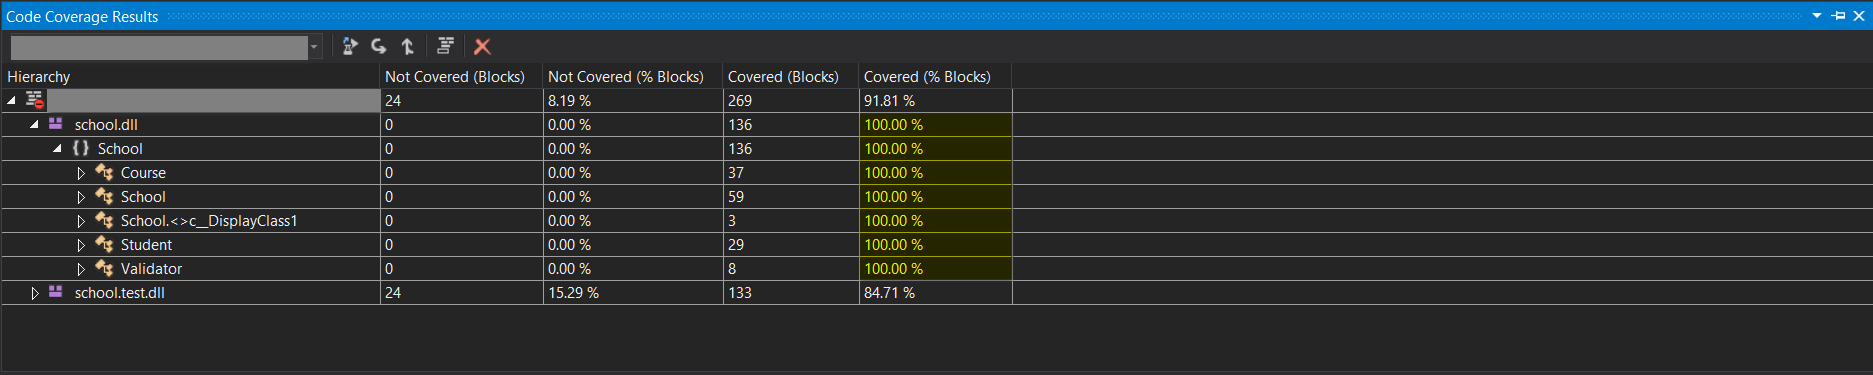 Code Coverage Results
Hierarchy Not Covered (Blocks) Not Covered (% Blocks) Covered (Blocks) Covered (% Blocks)
24 8.19 % 269 91.81 %
school.dll 0 0.00 % 136 100.00 %
{} School 0 0.00 % 136 100.00 %
Course 0 0.00 % 37 100.00 %
School 0 0.00 % 59 100.00 %
School.<>c__DisplayClass1 0 0.00 % 3 100.00 %
Student 0 0.00 % 29 100.00 %
Validator 0 0.00 % 8 100.00 %
school.test.dll 24 15.29 % 133 84.71 %